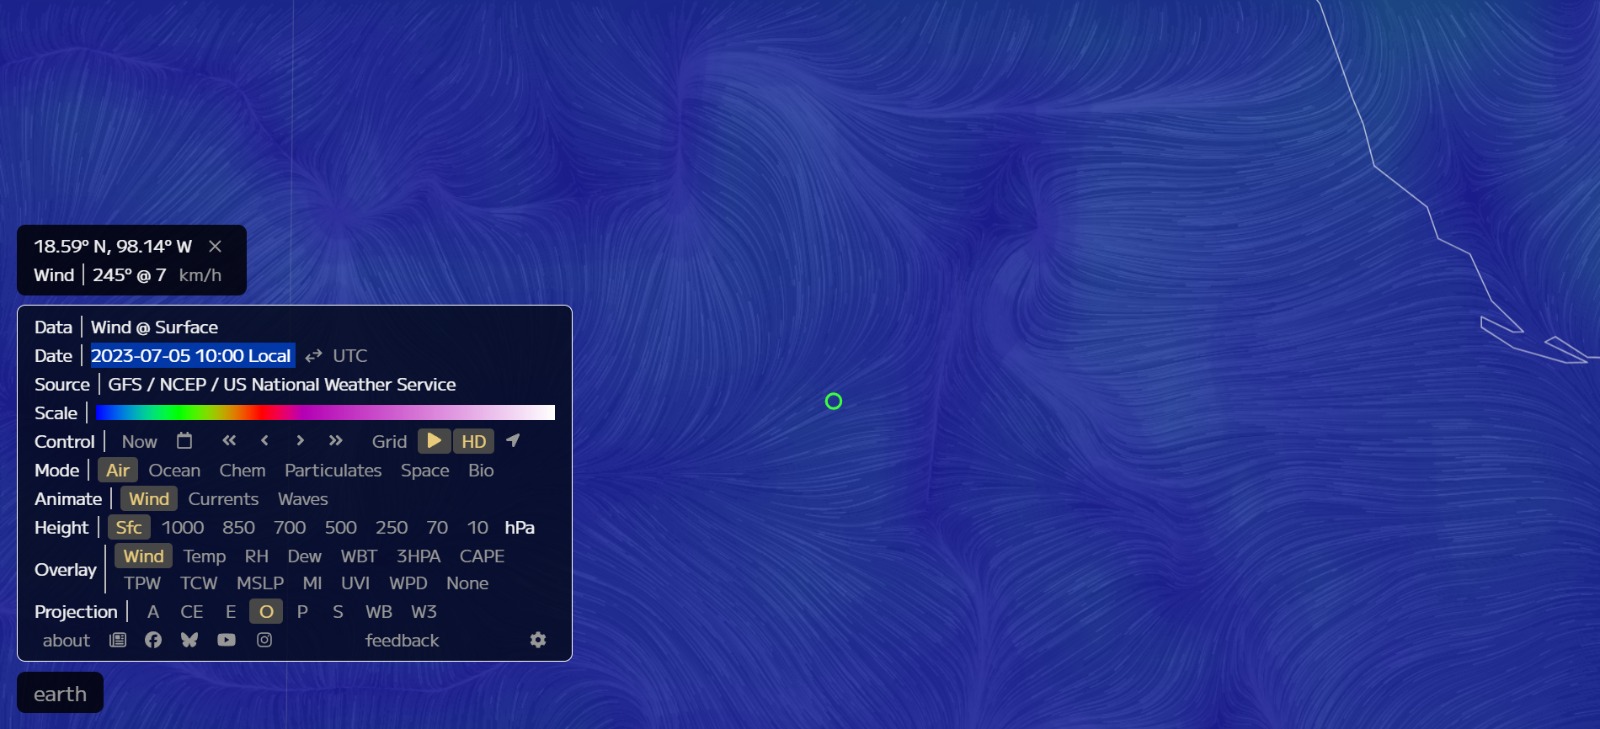 18.59° N, 98.14° W ×
Wind | 245° @ 7 km/h
Data | Wind @ Surface
Date | 2023-07-05 10:00 Local ⇄ UTC
Source | GFS / NCEP / US National Weather Service
Scale |
Control | Now Grid HD
Mode | Air Ocean Chem Particulates Space Bio
Animate | Wind Currents Waves
Height | Sfc 1000 850 700 500 250 70 10 hPa
Overlay | Wind Temp RH Dew WBT 3HPA CAPE
TPW TCW MSLP MI UVI WPD None
Projection | A CE E O P S WB W3
about feedback
earth